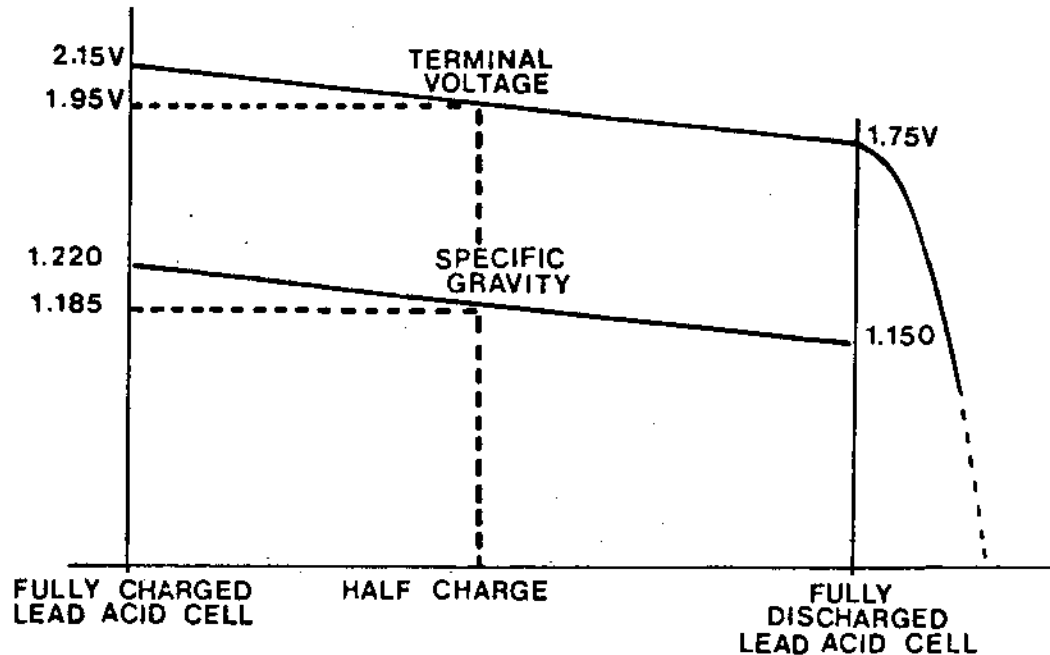 2.15V
TERMINAL
VOLTAGE
1.95V
1.75V
1.220
SPECIFIC
GRAVITY
1.185
1.150
FULLY CHARGED
LEAD ACID CELL
HALF CHARGE
FULLY
DISCHARGED
LEAD ACID CELL